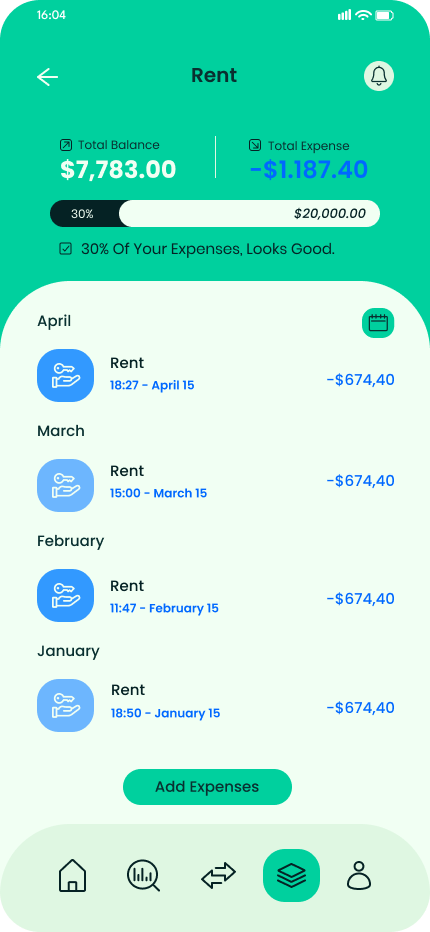 16:04
Rent
Total Balance
Total Expense
$7,783.00
-$1.187.40
30%
$20,000.00
30% Of Your Expenses, Looks Good.
April
Rent
18:27 - April 15
-$674,40
March
Rent
15:00 - March 15
-$674,40
February
Rent
11:47 - February 15
-$674,40
January
Rent
18:50 - January 15
-$674,40
Add Expenses